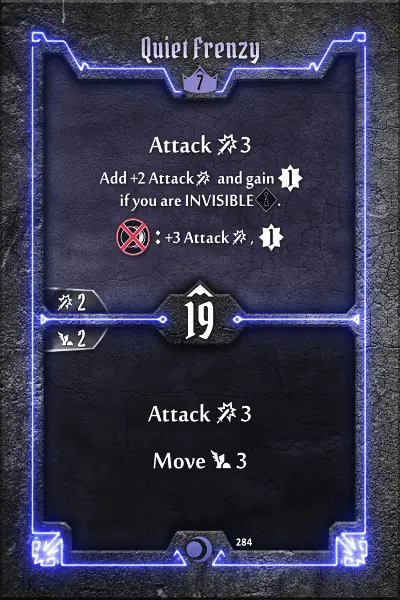 Quiet Frenzy
7
Attack 3
Add +2 Attack and gain 1
if you are INVISIBLE.
: +3 Attack , 1
2
19
2
Attack 3
Move 3
284